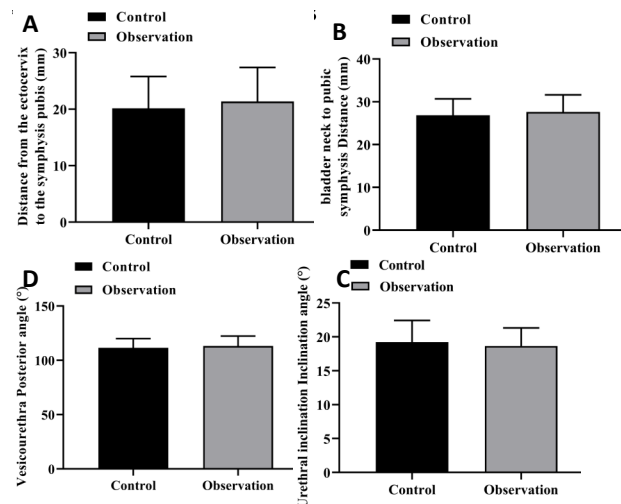 A
Control
Observation
Distance from the ectocervix
to the symphysis pubis (mm)
30
20
10
0
Control Observation
B
Control
Observation
bladder neck to pubic
symphysis Distance (mm)
40
30
20
10
0
Control Observation
D
Control
Observation
Vesicourethra Posterior angle (°)
150
100
50
0
Control Observation
C
Control
Observation
Urethral inclination Inclination angle (°)
25
20
15
10
5
0
Control Observation